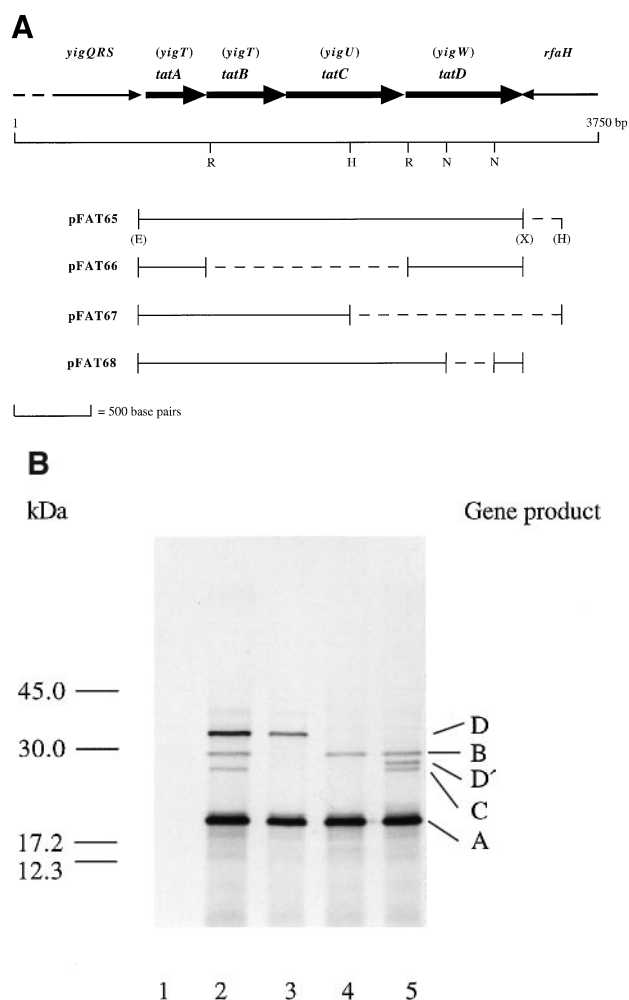 A
yigQRS (yigT) (yigT) (yigU) (yigW) rfaH
tatA tatB tatC tatD
1 3750 bp
R H R N N
pFAT65
(E) (X) (H)
pFAT66
pFAT67
pFAT68
= 500 base pairs
B
kDa Gene product
45.0
30.0
17.2
12.3
D
B
D´
C
A
1 2 3 4 5